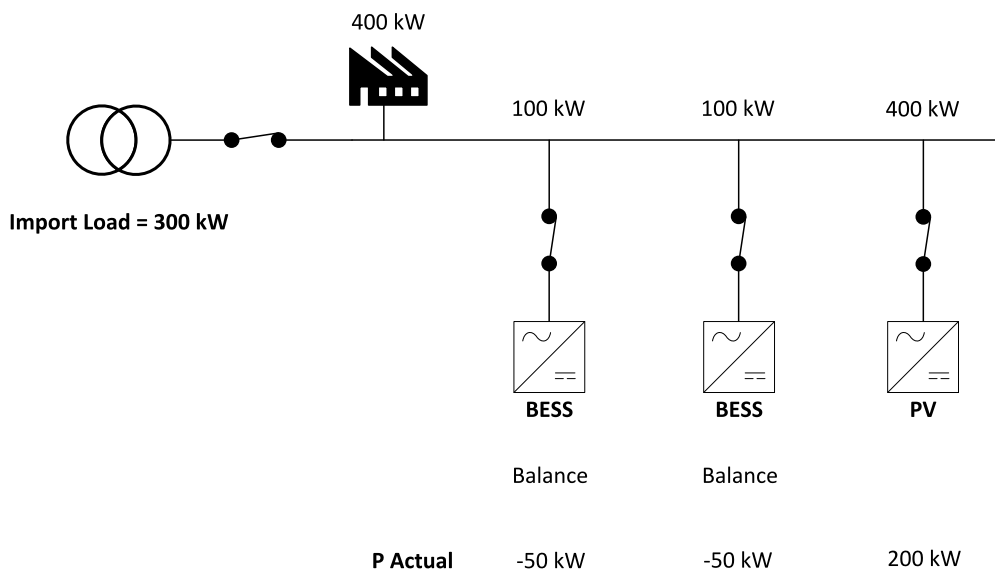 400 kW
100 kW 100 kW 400 kW
Import Load = 300 kW
BESS BESS PV
Balance Balance
P Actual -50 kW -50 kW 200 kW